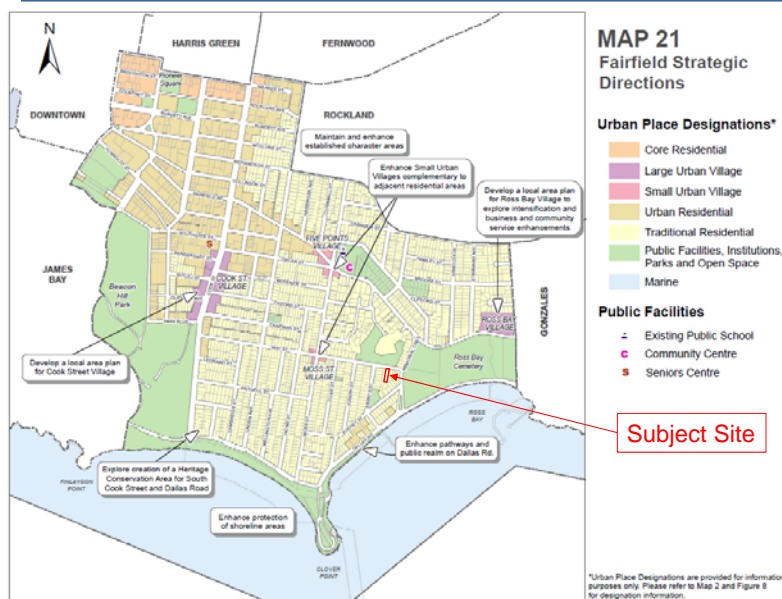 N
HARRIS GREEN
FERNWOOD
DOWNTOWN
ROCKLAND
JAMES
BAY
GONZALES
Pioneer
Square
Maintain and enhance
established character areas
Enhance Small Urban
Villages complementary to
adjacent residential areas
Develop a local area plan
for Ross Bay Village to
explore intensification and
business and community
service enhancements
FIVE POINTS
VILLAGE
S
C
COOK ST
VILLAGE
Beacon
Hill
Park
ROSS BAY
VILLAGE
Develop a local area plan
for Cook Street Village
MOSS ST
VILLAGE
Ross Bay
Cemetery
ROSS
BAY
Enhance pathways and
public realm on Dallas Rd.
Explore creation of a Heritage
Conservation Area for South
Cook Street and Dallas Road
FINLAYSON
POINT
Enhance protection
of shoreline areas
CLOVER
POINT
MAP 21
Fairfield Strategic
Directions
Urban Place Designations*
Core Residential
Large Urban Village
Small Urban Village
Urban Residential
Traditional Residential
Public Facilities, Institutions,
Parks and Open Space
Marine
Public Facilities
Existing Public School
C Community Centre
S Seniors Centre
Subject Site
*Urban Place Designations are provided for information
purposes only. Please refer to Map 2 and Figure 8
for designation information.